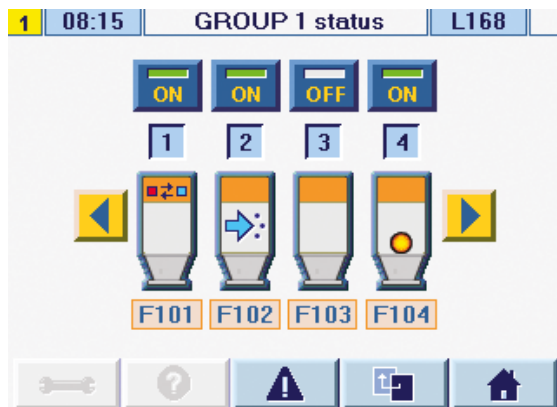 1 08:15 GROUP 1 status L168
ON ON OFF ON
1 2 3 4
F101 F102 F103 F104
?